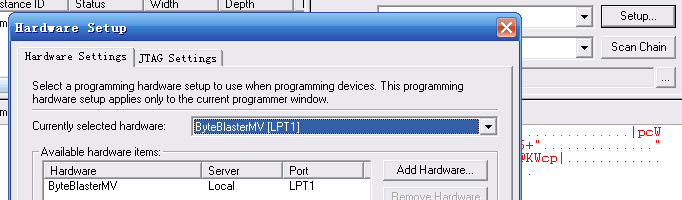 stance ID Status Width Depth
Hardware Setup
Setup...
Hardware Settings JTAG Settings
Scan Chain
Select a programming hardware setup to use when programming devices. This programming
hardware setup applies only to the current programmer window.
...
Currently selected hardware: ByteBlasterMV [LPT1]
Available hardware items:
Hardware Server Port
Add Hardware...
ByteBlasterMV Local LPT1
Remove Hardware